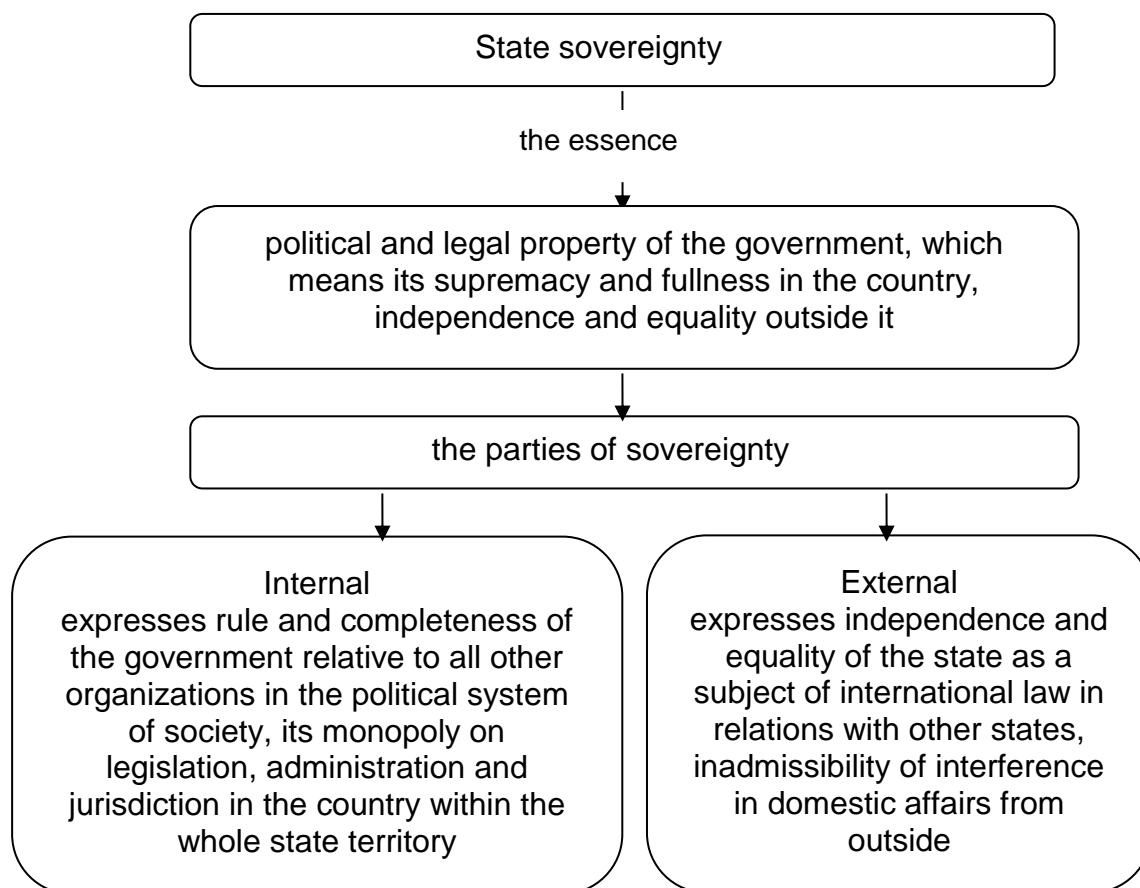 State sovereignty
the essence
political and legal property of the government, which
means its supremacy and fullness in the country,
independence and equality outside it
the parties of sovereignty
Internal
expresses rule and completeness of
the government relative to all other
organizations in the political system
of society, its monopoly on
legislation, administration and
jurisdiction in the country within the
whole state territory
External
expresses independence and
equality of the state as a
subject of international law in
relations with other states,
inadmissibility of interference
in domestic affairs from
outside